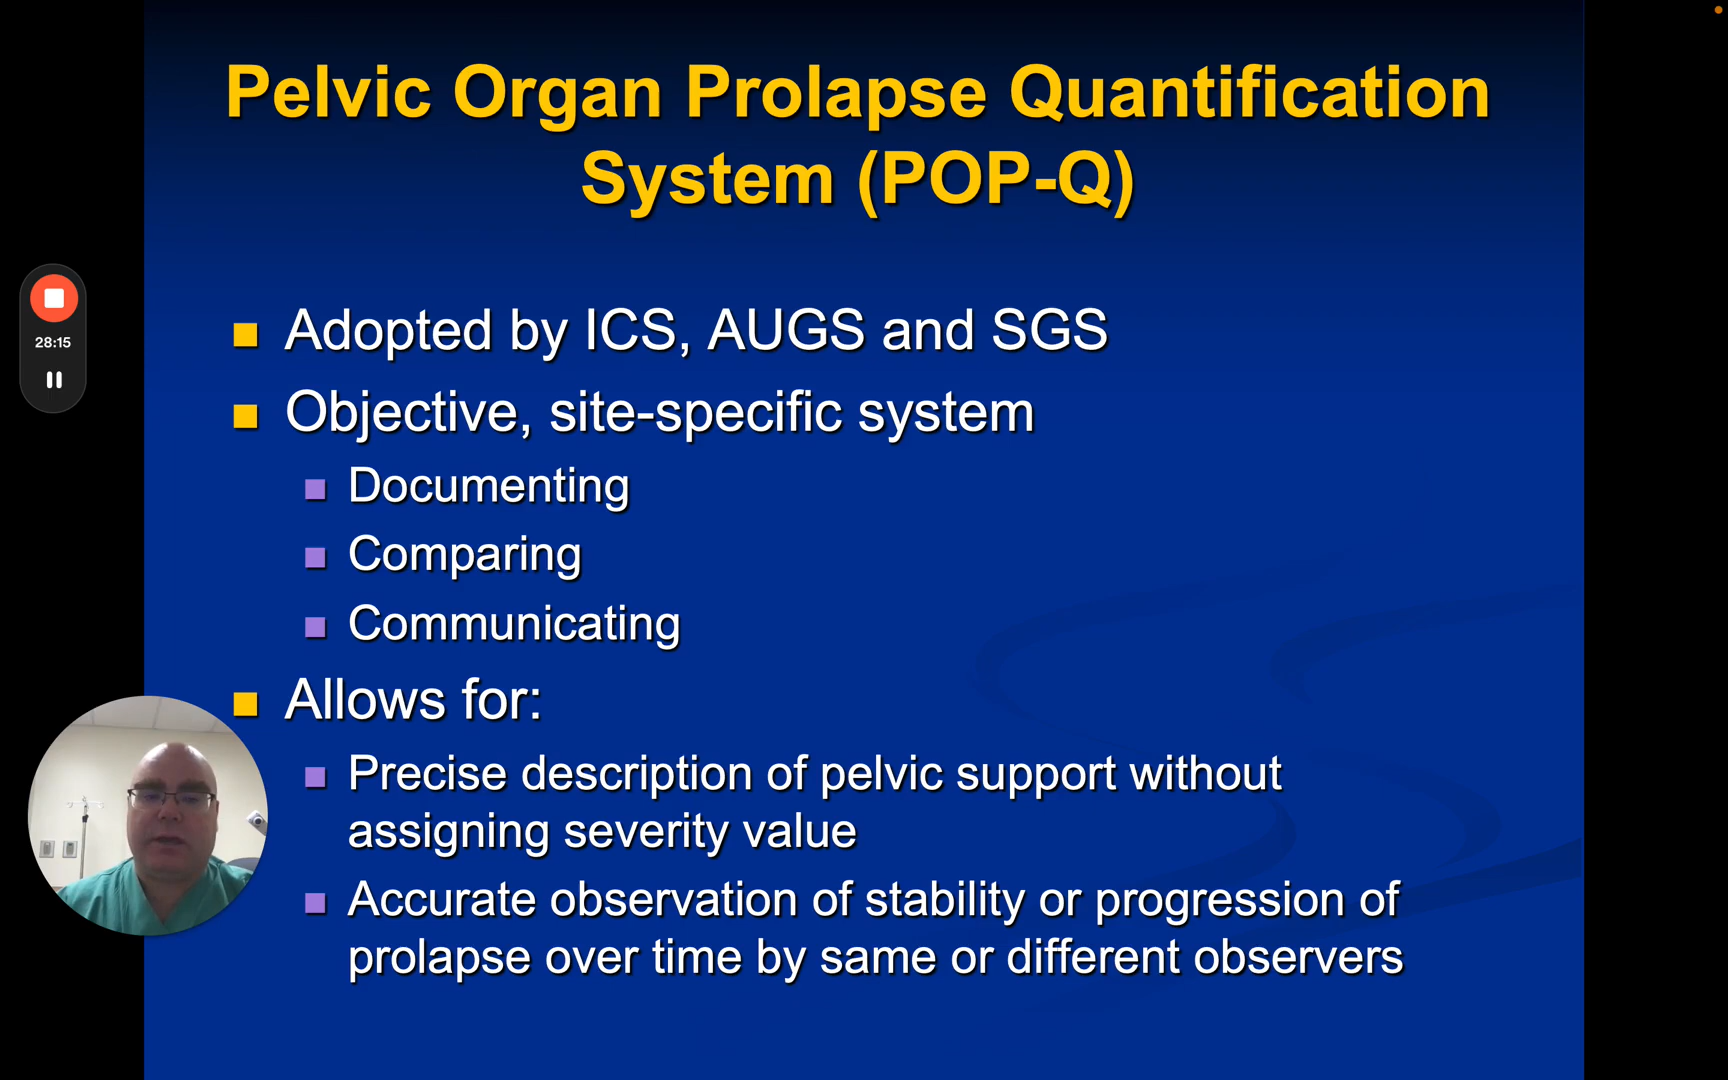 Pelvic Organ Prolapse Quantification
System (POP-Q)
Adopted by ICS, AUGS and SGS
Objective, site-specific system
Documenting
Comparing
Communicating
Allows for:
Precise description of pelvic support without
assigning severity value
Accurate observation of stability or progression of
prolapse over time by same or different observers
28:15